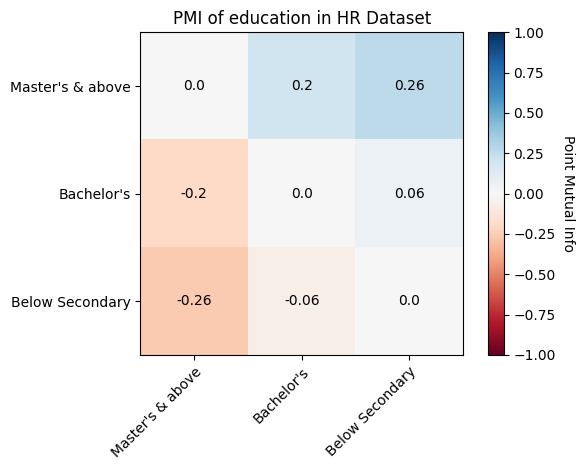 PMI of education in HR Dataset
Master's & above
Bachelor's
Below Secondary
0.0 0.2 0.26
-0.2 0.0 0.06
-0.26 -0.06 0.0
Master's & above
Bachelor's
Below Secondary
1.00
0.75
0.50
0.25
0.00
−0.25
−0.50
−0.75
−1.00
Point Mutual Info